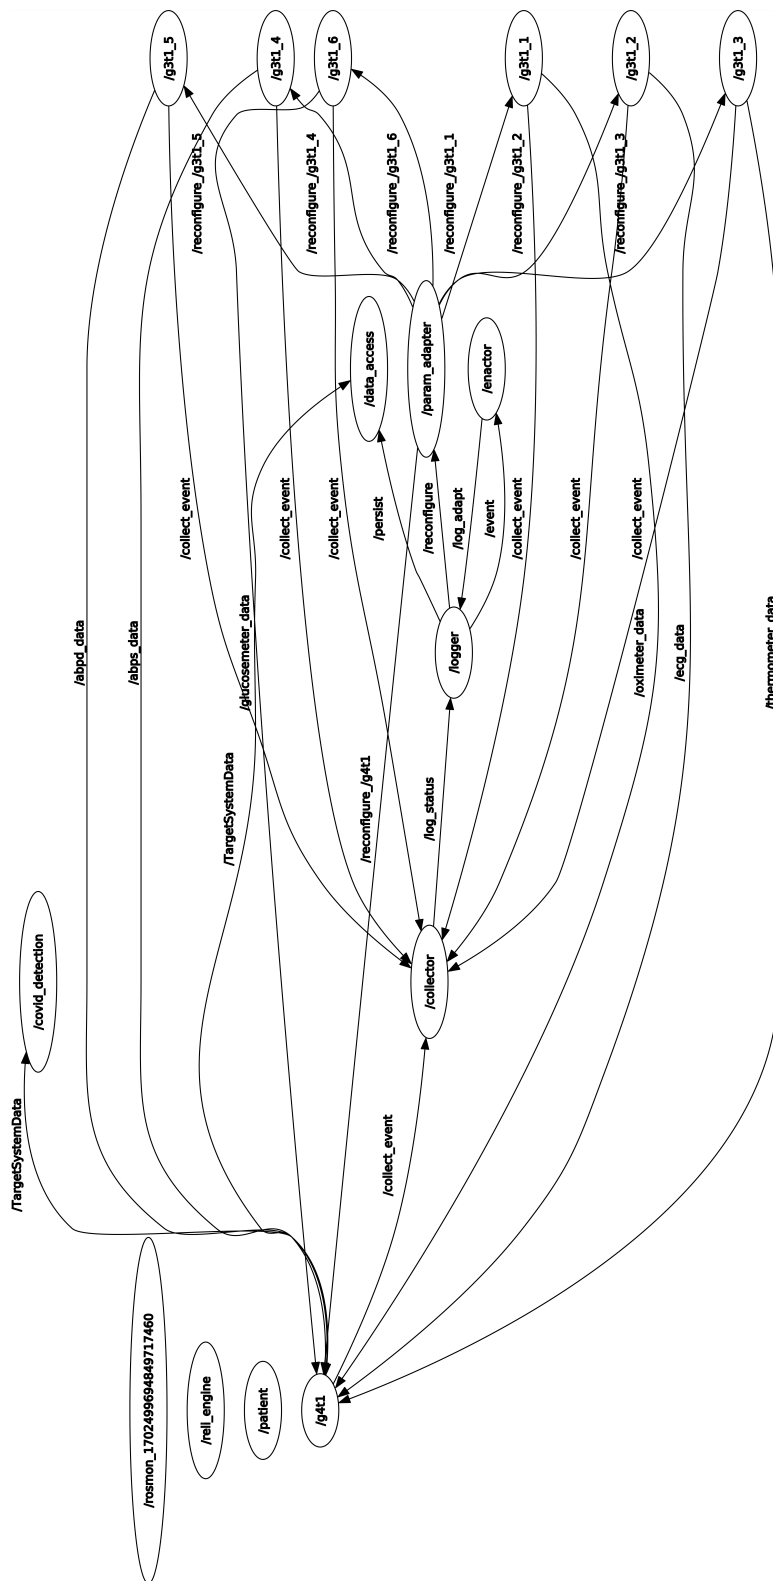 /g3t1_5
/g3t1_4
/g3t1_6
/g3t1_1
/g3t1_2
/g3t1_3
/reconfigure_/g3t1_5
/reconfigure_/g3t1_4
/reconfigure_/g3t1_6
/reconfigure_/g3t1_1
/reconfigure_/g3t1_2
/reconfigure_/g3t1_3
/data_access
/param_adapter
/enactor
/collect_event
/collect_event
/collect_event
/persist
/reconfigure
/log_adapt
/event
/collect_event
/collect_event
/collect_event
/abpd_data
/abps_data
/glucosemeter_data
/logger
/oximeter_data
/ecg_data
/thermometer_data
/TargetSystemData
/reconfigure_/g4t1
/log_status
/covid_detection
/collector
/TargetSystemData
/collect_event
/rosmon_1702499694849717460
/reli_engine
/patient
/g4t1